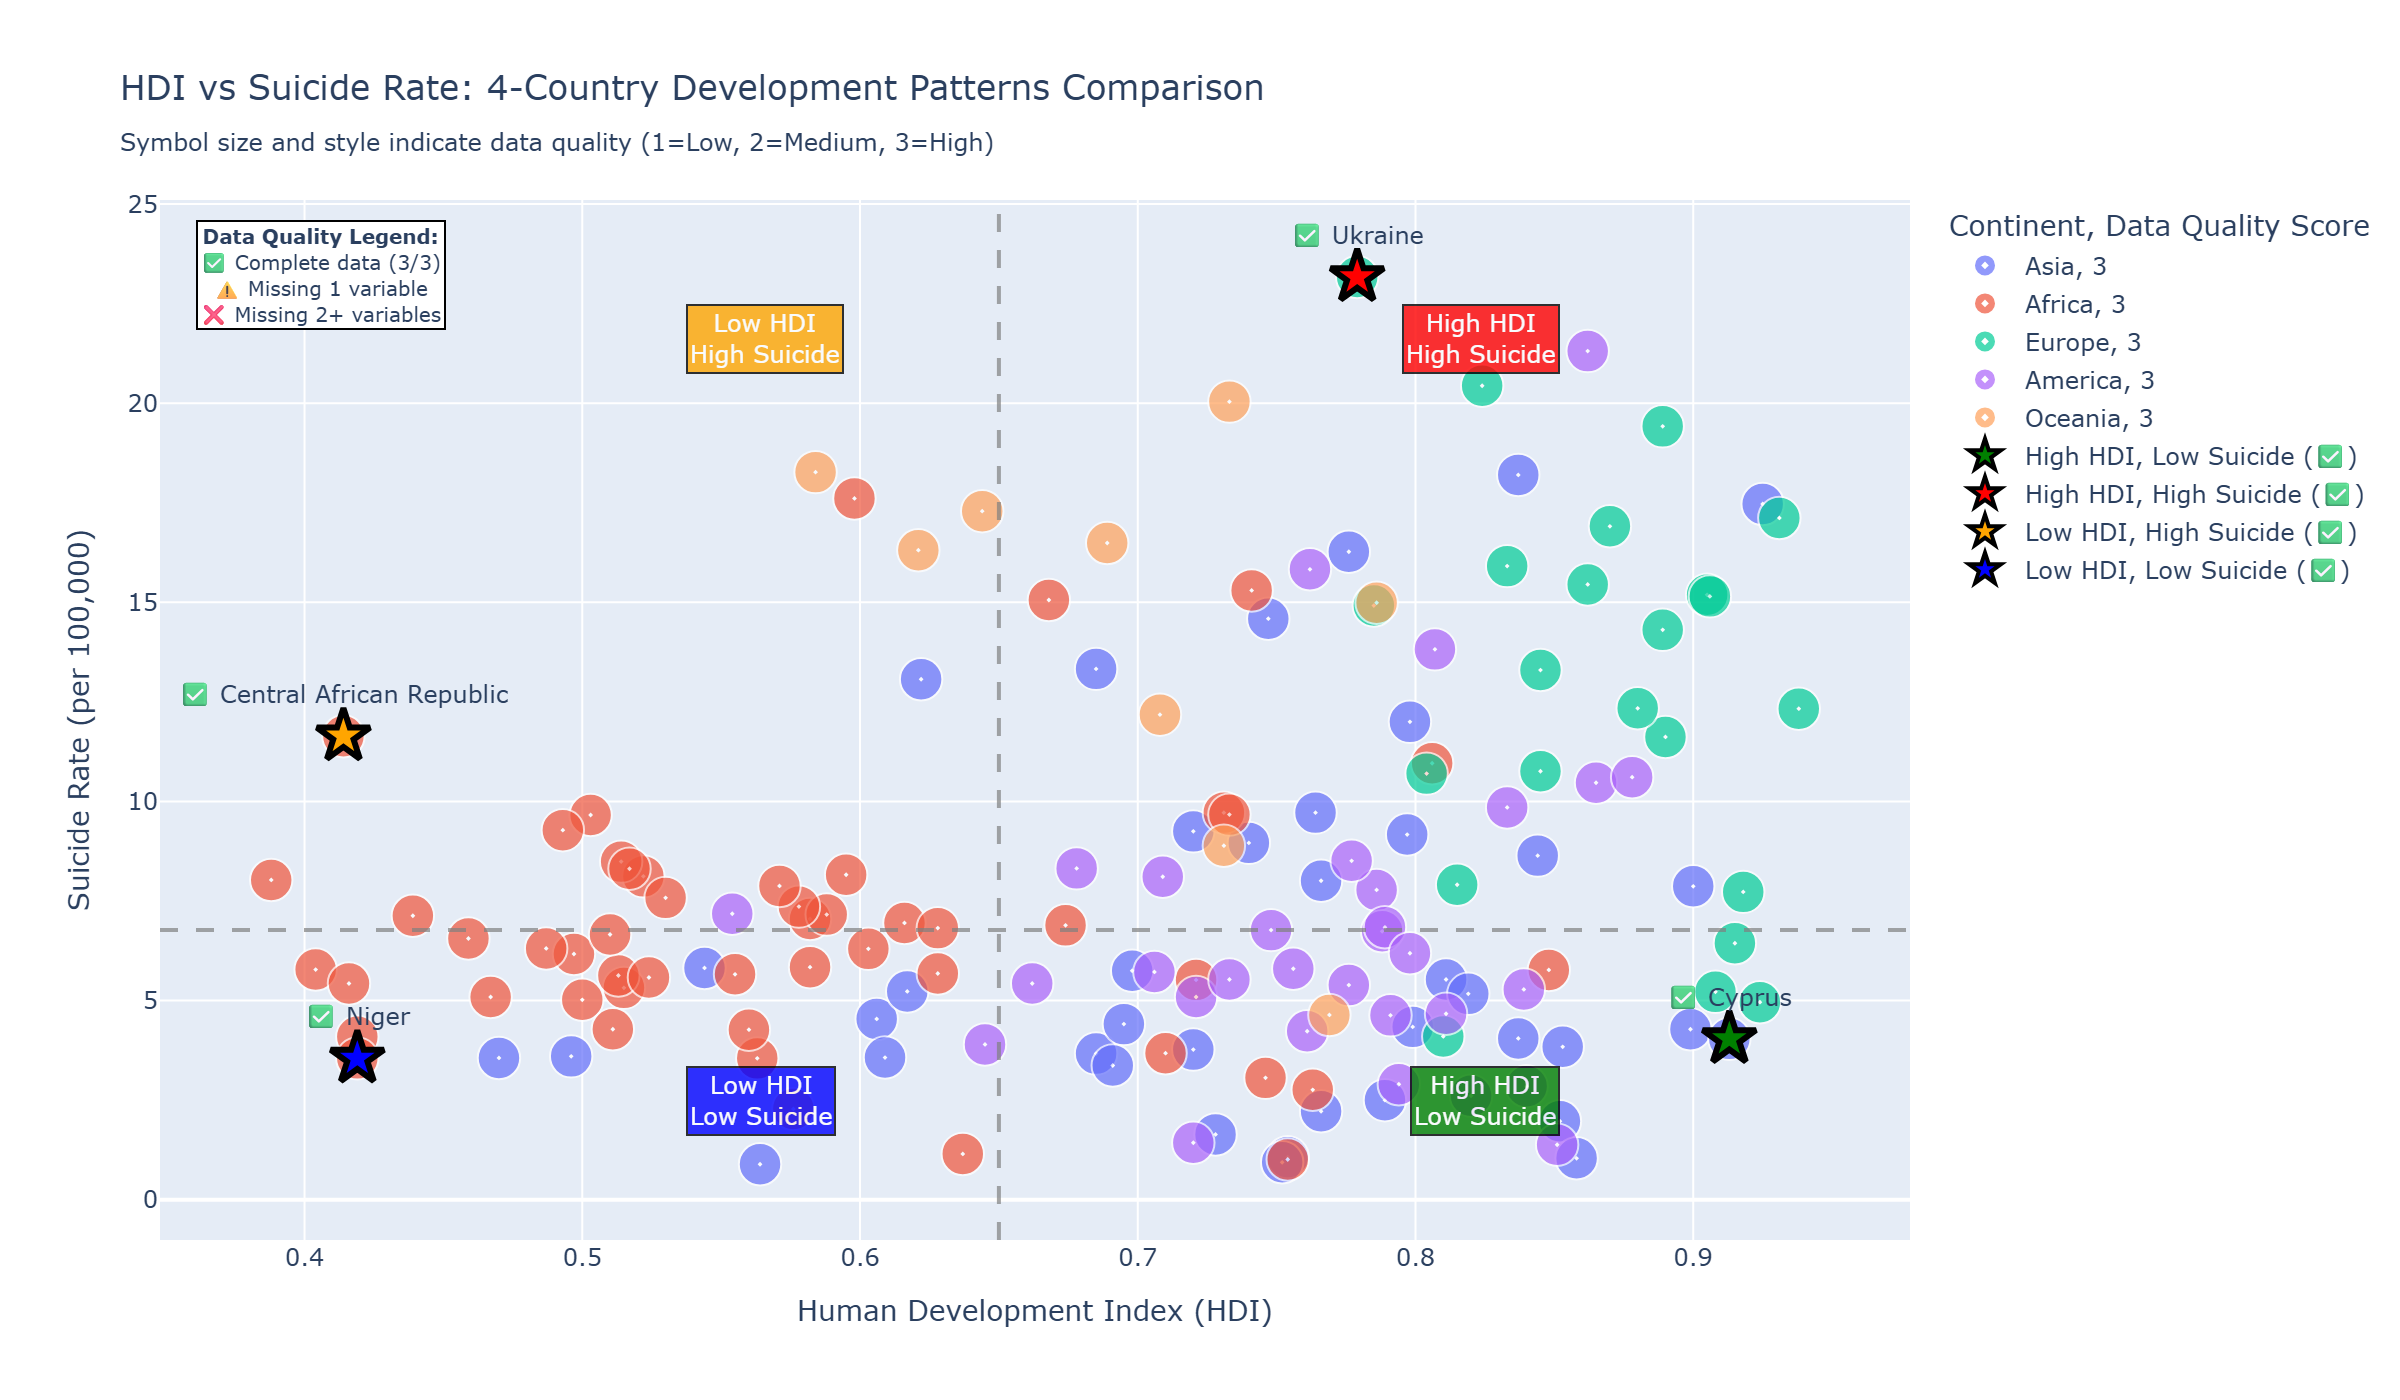 HDI vs Suicide Rate: 4-Country Development Patterns Comparison
Symbol size and style indicate data quality (1=Low, 2=Medium, 3=High)
Data Quality Legend:
✅ Complete data (3/3)
⚠️ Missing 1 variable
❌ Missing 2+ variables
✅ Ukraine
Low HDI
High Suicide
High HDI
High Suicide
✅ Central African Republic
✅ Niger
✅ Cyprus
Low HDI
Low Suicide
High HDI
Low Suicide
25
20
15
10
5
0
Suicide Rate (per 100,000)
0.4
0.5
0.6
0.7
0.8
0.9
Human Development Index (HDI)
Continent, Data Quality Score
Asia, 3
Africa, 3
Europe, 3
America, 3
Oceania, 3
High HDI, Low Suicide (✅)
High HDI, High Suicide (✅)
Low HDI, High Suicide (✅)
Low HDI, Low Suicide (✅)